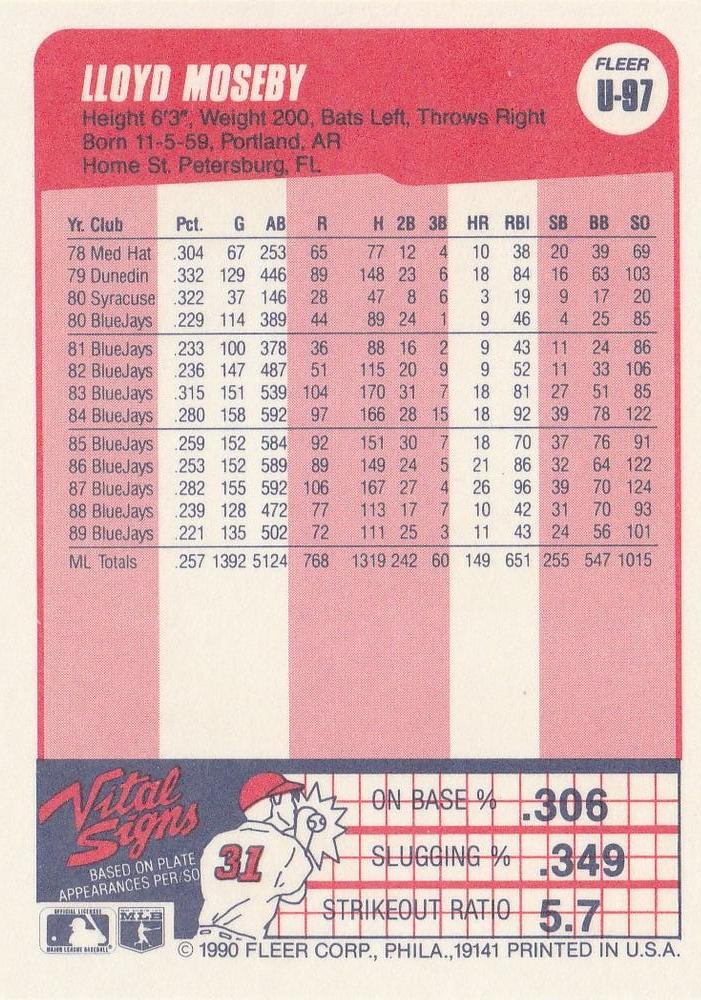 LLOYD MOSEBY
FLEER
U-97
Height 6'3", Weight 200, Bats Left, Throws Right
Born 11-5-59, Portland, AR
Home St. Petersburg, FL
Yr. Club Pct. G AB R H 2B 3B HR RBI SB BB SO
78 Med Hat .304 67 253 65 77 12 4 10 38 20 39 69
79 Dunedin .332 129 446 89 148 23 6 18 84 16 63 103
80 Syracuse .322 37 146 28 47 8 6 3 19 9 17 20
80 BlueJays .229 114 389 44 89 24 1 9 46 4 25 85
81 BlueJays .233 100 378 36 88 16 2 9 43 11 24 86
82 BlueJays .236 147 487 51 115 20 9 9 52 11 33 106
83 BlueJays .315 151 539 104 170 31 7 18 81 27 51 85
84 BlueJays .280 158 592 97 166 28 15 18 92 39 78 122
85 BlueJays .259 152 584 92 151 30 7 18 70 37 76 91
86 BlueJays .253 152 589 89 149 24 5 21 86 32 64 122
87 BlueJays .282 155 592 106 167 27 4 26 96 39 70 124
88 BlueJays .239 128 472 77 113 17 7 10 42 31 70 93
89 BlueJays .221 135 502 72 111 25 3 11 43 24 56 101
ML Totals .257 1392 5124 768 1319 242 60 149 651 255 547 1015
Vital
Signs
BASED ON PLATE
APPEARANCES PER/SO
31
ON BASE % .306
SLUGGING % .349
STRIKEOUT RATIO 5.7
OFFICIAL LICENSEE
MAJOR LEAGUE BASEBALL
© 1990 FLEER CORP., PHILA.,19141 PRINTED IN U.S.A.